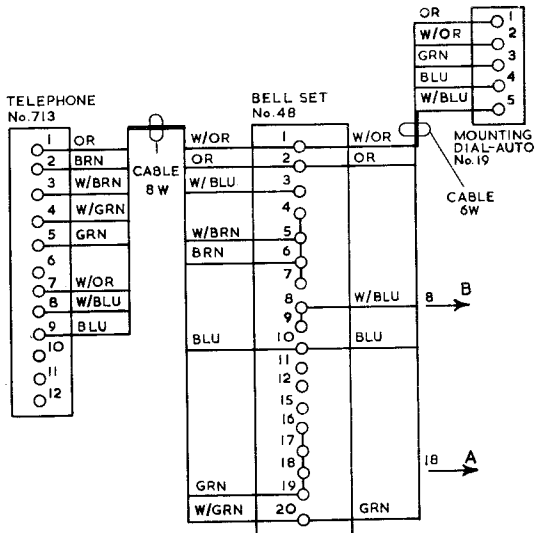 TELEPHONE
No.713
1 OR
2 BRN
3 W/BRN
4 W/GRN
5 GRN
6
7 W/OR
8 W/BLU
9 BLU
10
11
12
CABLE
8W
BELL SET
No.48
W/OR 1 W/OR
OR 2 OR
W/BLU 3
4
W/BRN 5
BRN 6
7
8 W/BLU 8 B
9
BLU 10 BLU
11
12
15
16
17
18 18 A
GRN 19
W/GRN 20 GRN
OR 1
W/OR 2
GRN 3
BLU 4
W/BLU 5
MOUNTING
DIAL-AUTO
No.19
CABLE
6W